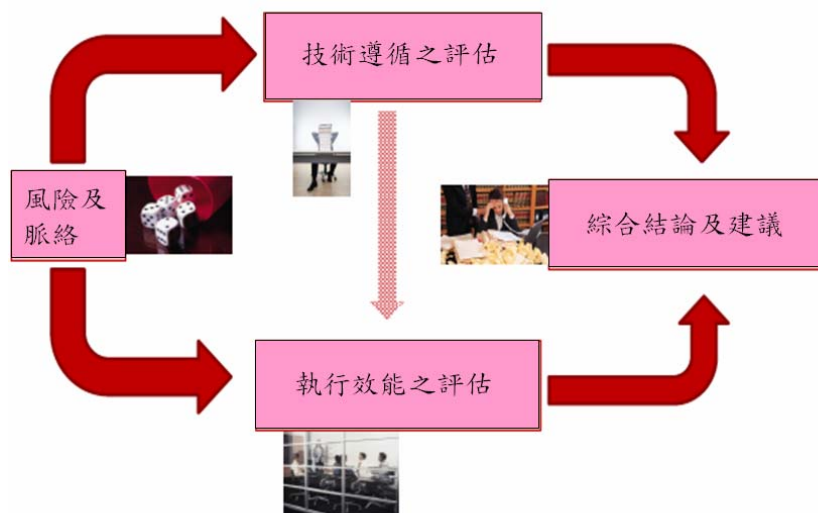 技術遵循之評估
風險及
脈絡
綜合結論及建議
執行效能之評估